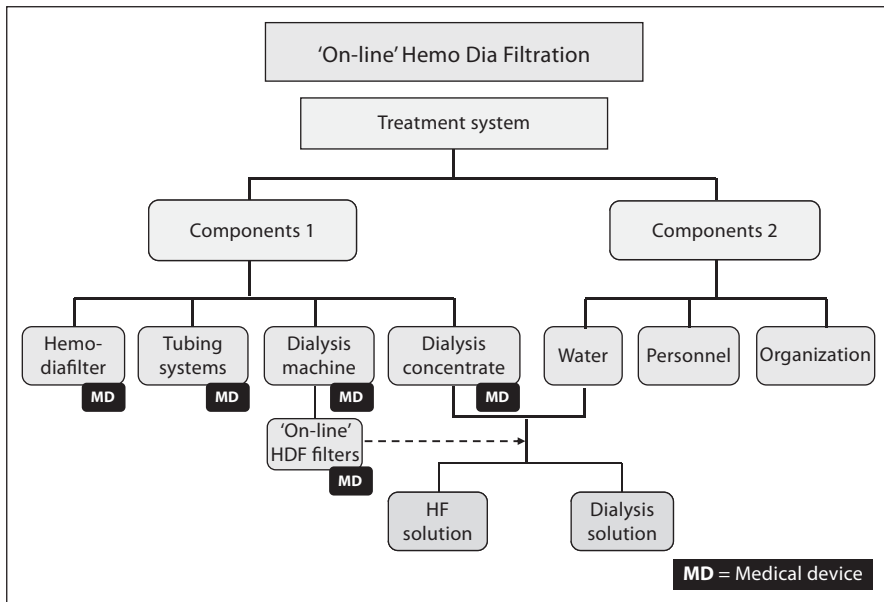 ‘On-line’ Hemo Dia Filtration
Treatment system
Components 1
Components 2
Hemo-
diafilter
MD
Tubing
systems
MD
Dialysis
machine
MD
Dialysis
concentrate
MD
Water
Personnel
Organization
‘On-line’
HDF filters
MD
HF
solution
Dialysis
solution
MD = Medical device